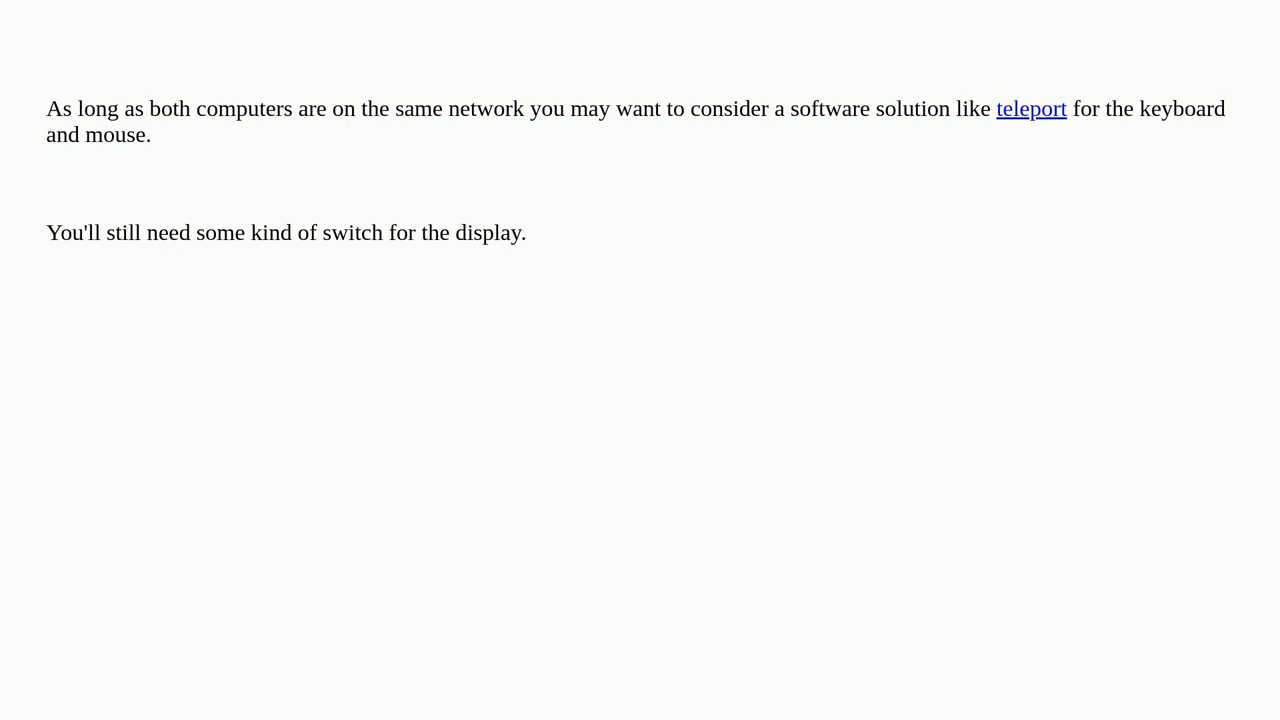 As long as both computers are on the same network you may want to consider a software solution like teleport for the keyboard
and mouse.
You'll still need some kind of switch for the display.